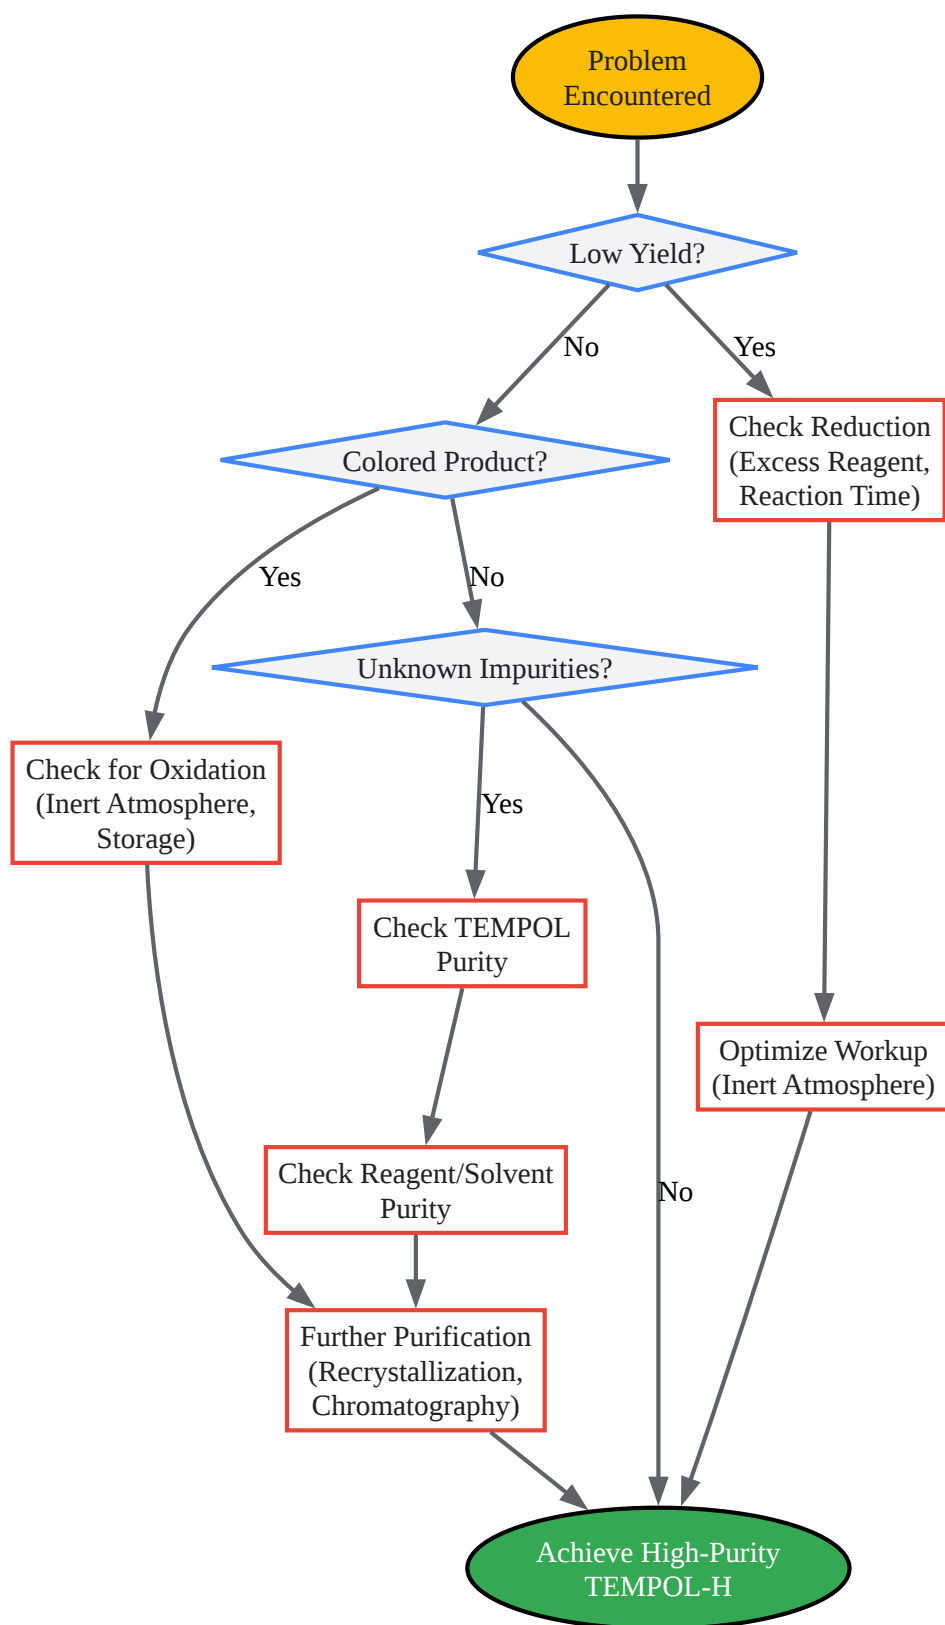 Problem
Encountered
Low Yield?
No
Yes
Check Reduction
(Excess Reagent,
Reaction Time)
Colored Product?
Yes
No
Unknown Impurities?
Check for Oxidation
(Inert Atmosphere,
Storage)
Yes
Check TEMPOL
Purity
Optimize Workup
(Inert Atmosphere)
Check Reagent/Solvent
Purity
No
Further Purification
(Recrystallization,
Chromatography)
Achieve High-Purity
TEMPOL-H